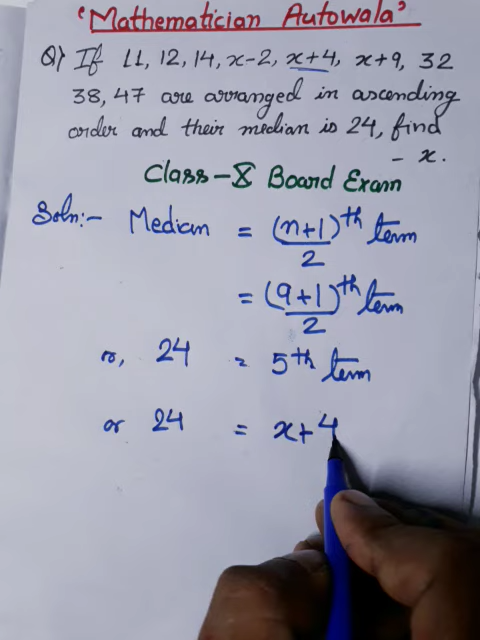 'Mathematician Autowala'
Q) If 11, 12, 14, x-2, x+4, x+9, 32
38, 47 are arranged in ascending
order and their median is 24, find
- x.
Class-X Board Exam
Soln:- Median = (n+1)/2 th term
= (9+1)/2 th term
or, 24 = 5th term
or 24 = x+4